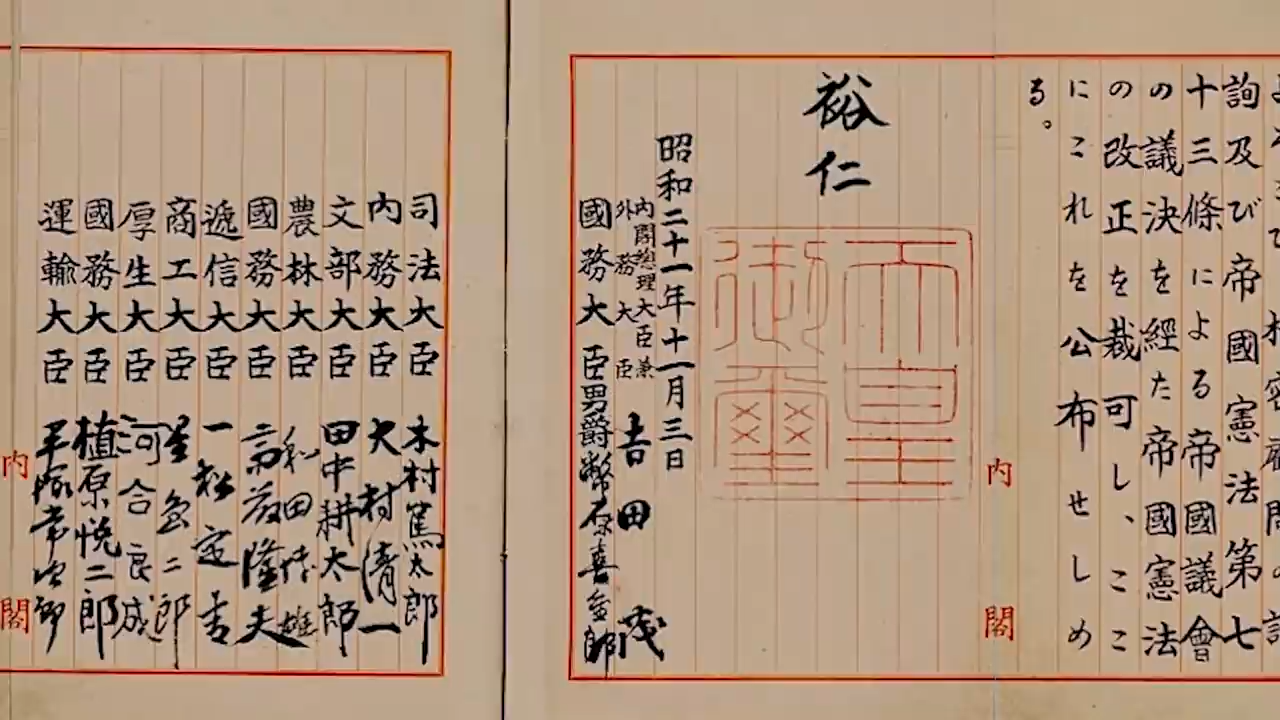 詢及び帝國憲法第七
十三條による帝國議會
の議決を経た帝國憲法
の改正を裁可し、ここ
にこれを公布せしめ
る。
内閣
裕仁
天皇
御璽
昭和二十一年十一月三日
内閣總理大臣兼
外務大臣 吉田茂
國務大臣 男爵 幣原喜重郎
司法大臣 木村篤太郎
内務大臣 大村清一
文部大臣 田中耕太郎
農林大臣 和田博雄
國務大臣 斎藤隆夫
遞信大臣 一松定吉
商工大臣 星島二郎
厚生大臣 河合良成
國務大臣 植原悦二郎
運輸大臣 平塚常次郎
内閣